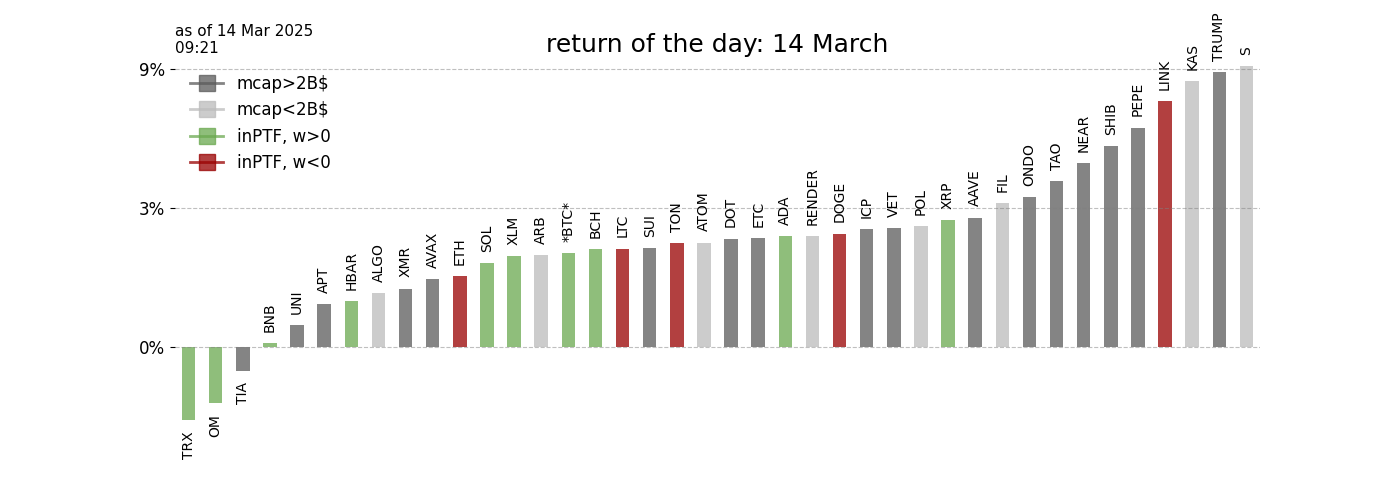 as of 14 Mar 2025
09:21
return of the day: 14 March
9%
3%
0%
mcap>2B$
mcap<2B$
inPTF, w>0
inPTF, w<0
TRX
OM
TIA
BNB
UNI
APT
HBAR
ALGO
XMR
AVAX
ETH
SOL
XLM
ARB
*BTC*
BCH
LTC
SUI
TON
ATOM
DOT
ETC
ADA
RENDER
DOGE
ICP
VET
POL
XRP
AAVE
FIL
ONDO
TAO
NEAR
SHIB
PEPE
LINK
KAS
TRUMP
S